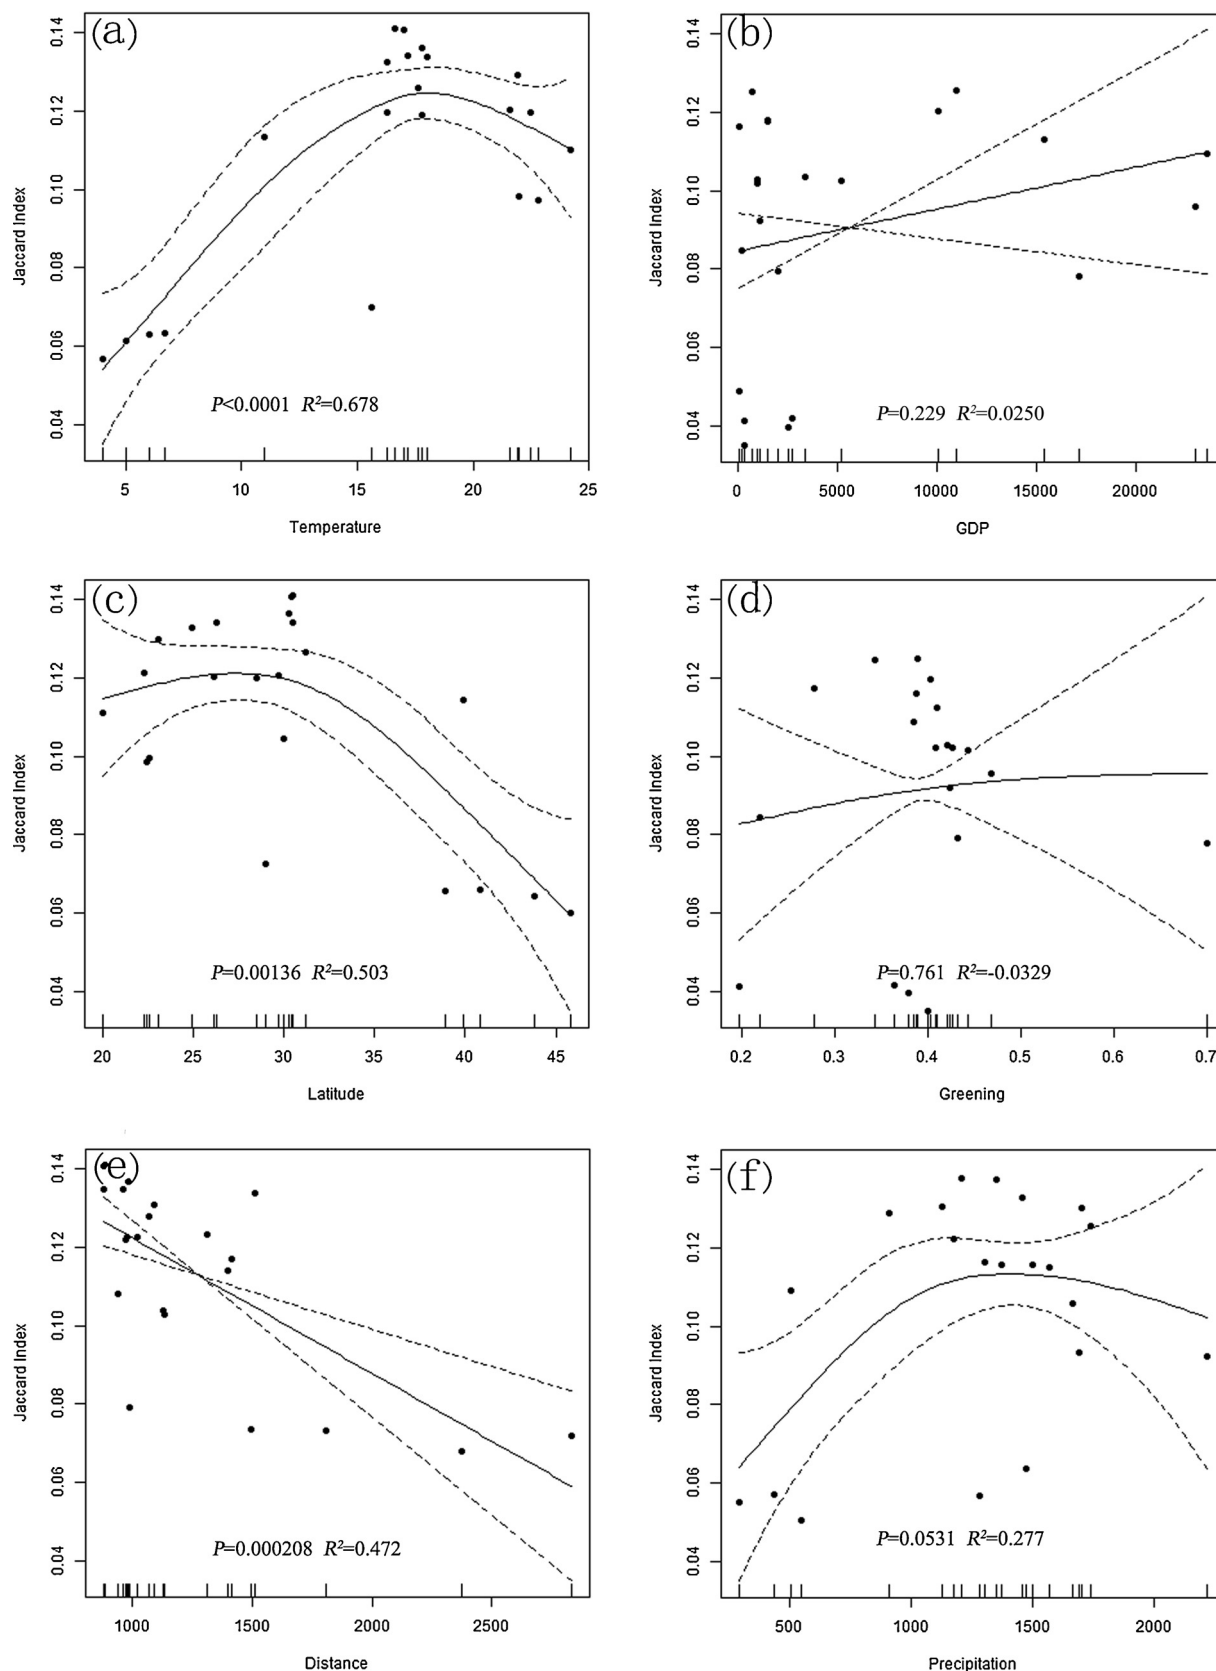 (a)
0.14
0.12
0.10
0.08
0.06
0.04
Jaccard Index
P<0.0001 R²=0.678
5 10 15 20 25
Temperature
(b)
0.14
0.12
0.10
0.08
0.06
0.04
Jaccard Index
P=0.229 R²=0.0250
0 5000 10000 15000 20000
GDP
(c)
0.14
0.12
0.10
0.08
0.06
0.04
Jaccard Index
P=0.00136 R²=0.503
20 25 30 35 40 45
Latitude
(d)
0.14
0.12
0.10
0.08
0.06
0.04
Jaccard Index
P=0.761 R²=-0.0329
0.2 0.3 0.4 0.5 0.6 0.7
Greening
(e)
0.14
0.12
0.10
0.08
0.06
0.04
Jaccard Index
P=0.000208 R²=0.472
1000 1500 2000 2500
Distance
(f)
0.14
0.12
0.10
0.08
0.06
0.04
Jaccard Index
P=0.0531 R²=0.277
500 1000 1500 2000
Precipitation